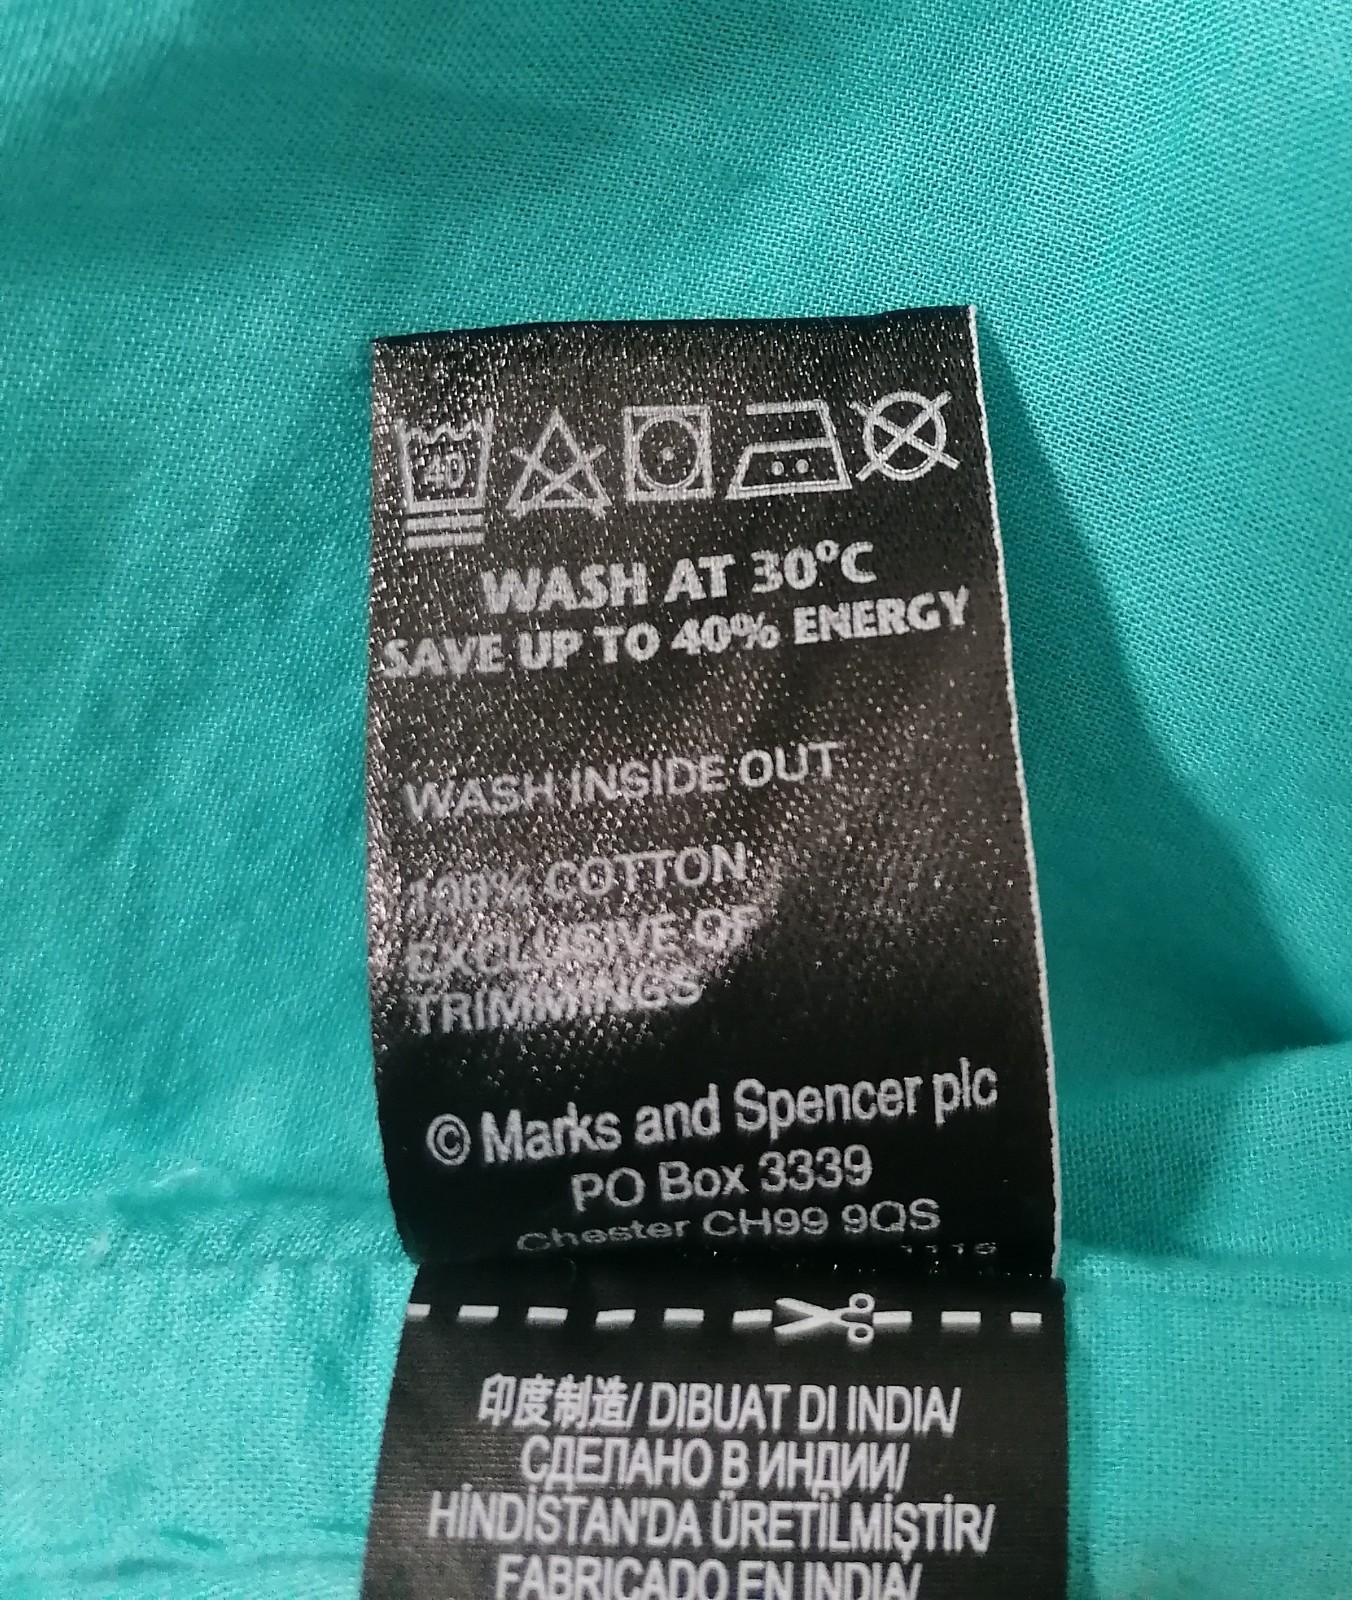 40
WASH AT 30°C
SAVE UP TO 40% ENERGY
WASH INSIDE OUT
100% COTTON
EXCLUSIVE OF
TRIMMINGS
© Marks and Spencer plc
PO Box 3339
Chester CH99 9QS
印度制造/ DIBUAT DI INDIA/
СДЕЛАНО В ИНДИИ/
HİNDİSTAN'DA ÜRETİLMİŞTİR/
FABRICADO EN INDIA/